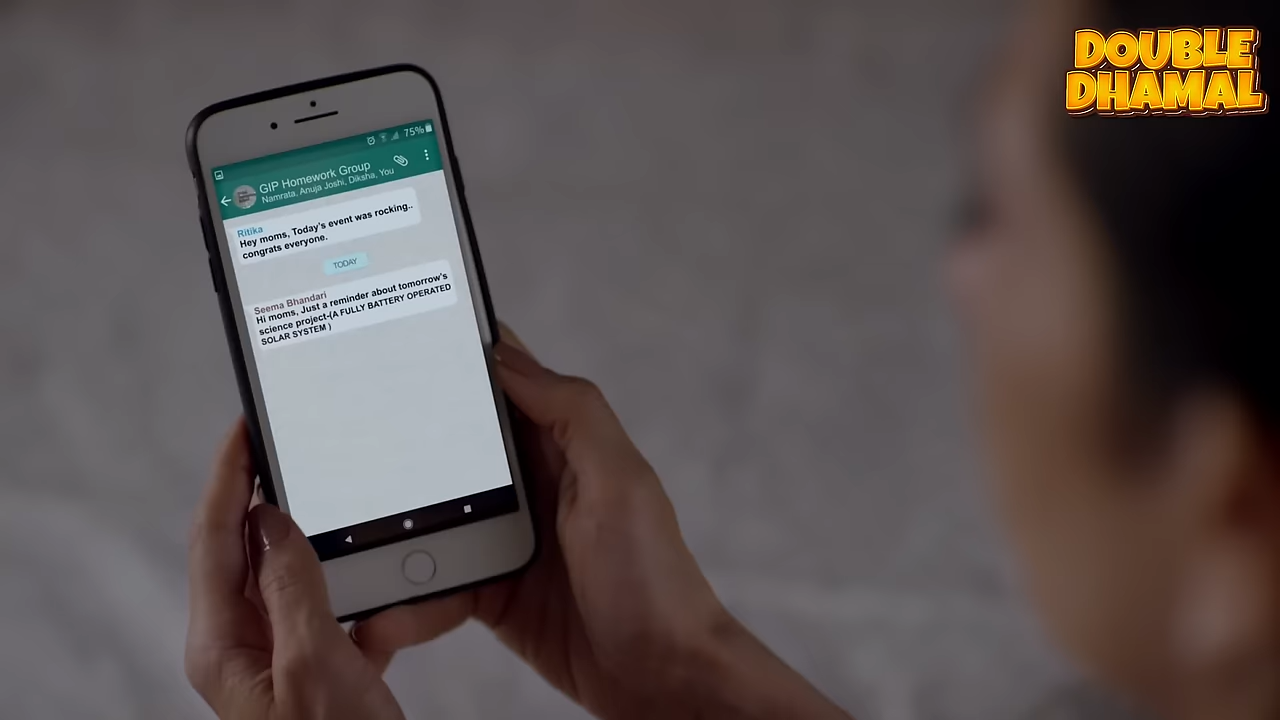 DOUBLE
DHAMAL
75%
GIP Homework Group
Namrata, Anuja Joshi, Diksha, You
Ritika
Hey moms, Today's event was rocking..
congrats everyone.
TODAY
Seema Bhandari
Hi moms, Just a reminder about tomorrow's
science project-(A FULLY BATTERY OPERATED
SOLAR SYSTEM )